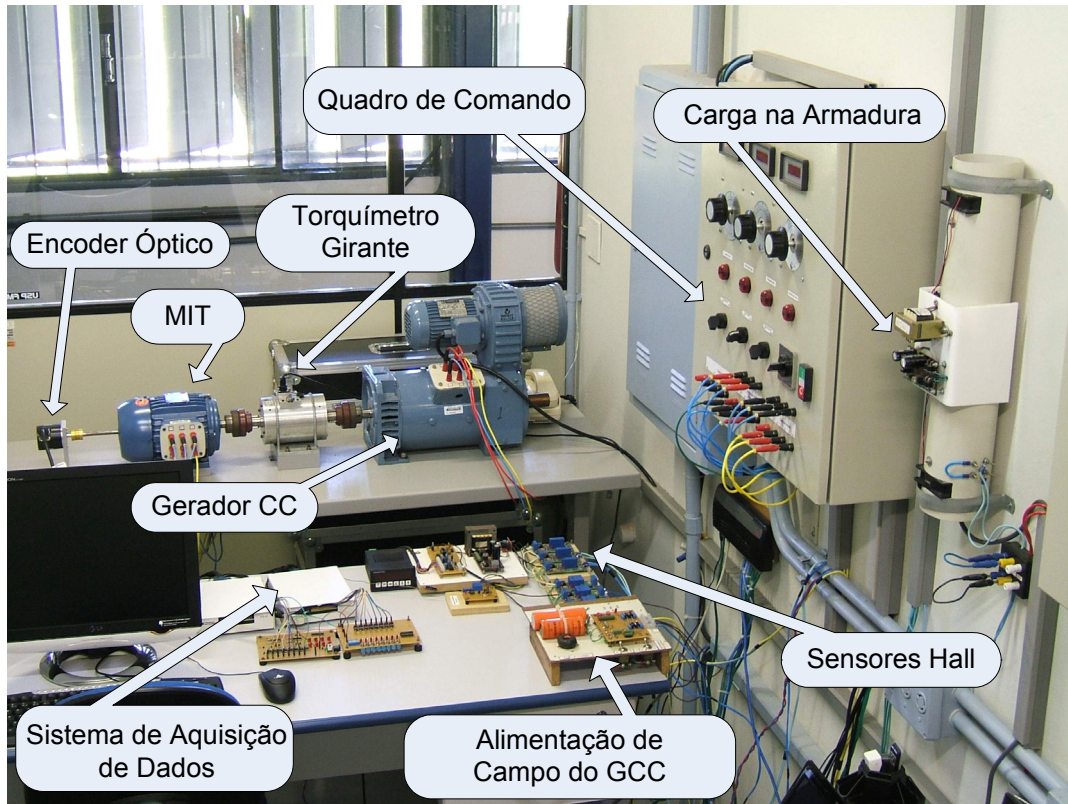 Quadro de Comando
Carga na Armadura
Torquímetro
Girante
Encoder Óptico
MIT
Gerador CC
Sensores Hall
Sistema de Aquisição
de Dados
Alimentação de
Campo do GCC